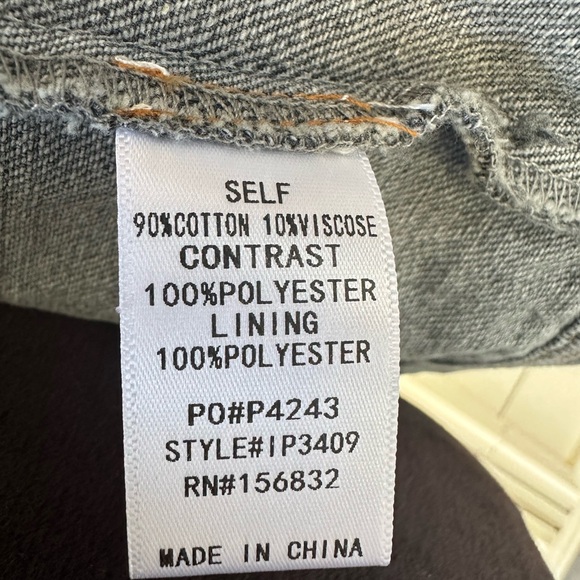 SELF
90%COTTON 10%VISCOSE
CONTRAST
100%POLYESTER
LINING
100%POLYESTER
PO#P4243
STYLE#IP3409
RN#156832
MADE IN CHINA